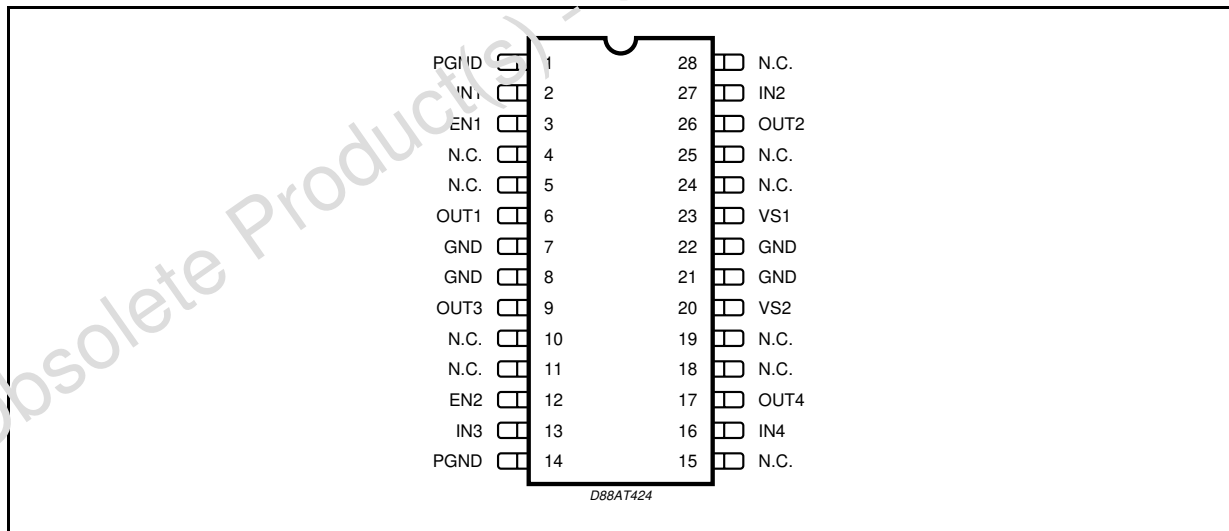 Obsolete Product(s) -
PGND 1 28 N.C.
IN1 2 27 IN2
EN1 3 26 OUT2
N.C. 4 25 N.C.
N.C. 5 24 N.C.
OUT1 6 23 VS1
GND 7 22 GND
GND 8 21 GND
OUT3 9 20 VS2
N.C. 10 19 N.C.
N.C. 11 18 N.C.
EN2 12 17 OUT4
IN3 13 16 IN4
PGND 14 15 N.C.
D88AT424